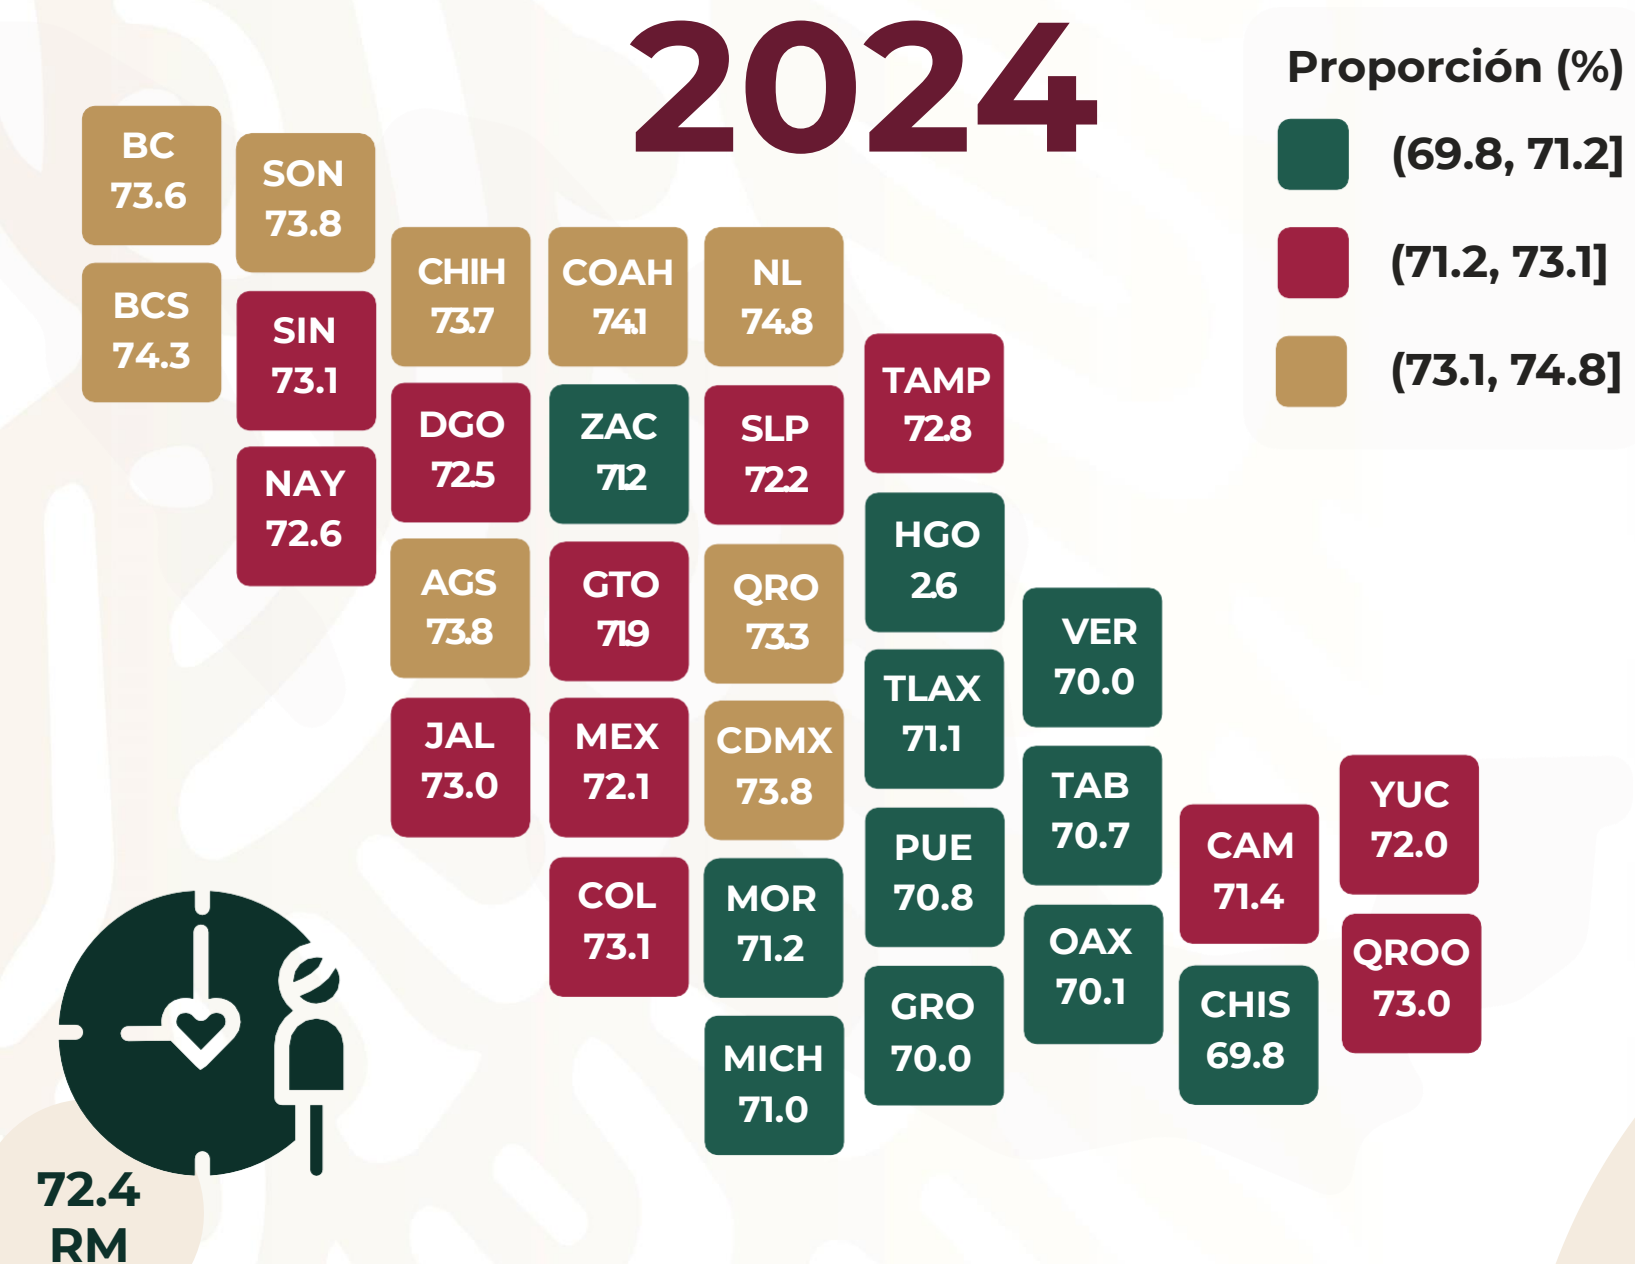 2024
Proporción (%)
(69.8, 71.2]
(71.2, 73.1]
(73.1, 74.8]
BC
73.6
SON
73.8
BCS
74.3
SIN
73.1
NAY
72.6
CHIH
73.7
COAH
74.1
NL
74.8
DGO
72.5
ZAC
71.2
SLP
72.2
TAMP
72.8
AGS
73.8
GTO
71.9
QRO
73.3
HGO
2.6
JAL
73.0
MEX
72.1
CDMX
73.8
TLAX
71.1
VER
70.0
COL
73.1
MOR
71.2
PUE
70.8
TAB
70.7
MICH
71.0
GRO
70.0
OAX
70.1
CAM
71.4
CHIS
69.8
YUC
72.0
QROO
73.0
72.4
RM